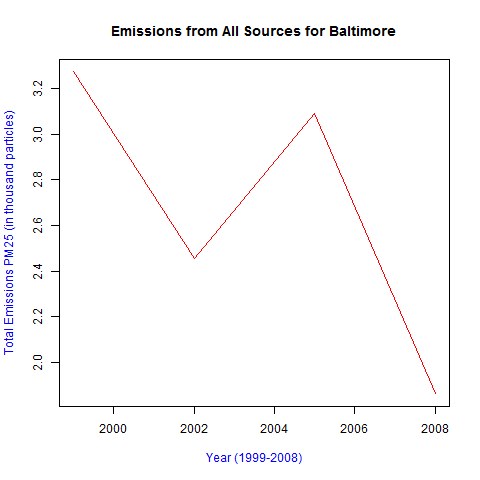 Emissions from All Sources for Baltimore
Total Emissions PM25 (in thousand particles)
3.2
3.0
2.8
2.6
2.4
2.2
2.0
2000 2002 2004 2006 2008
Year (1999-2008)